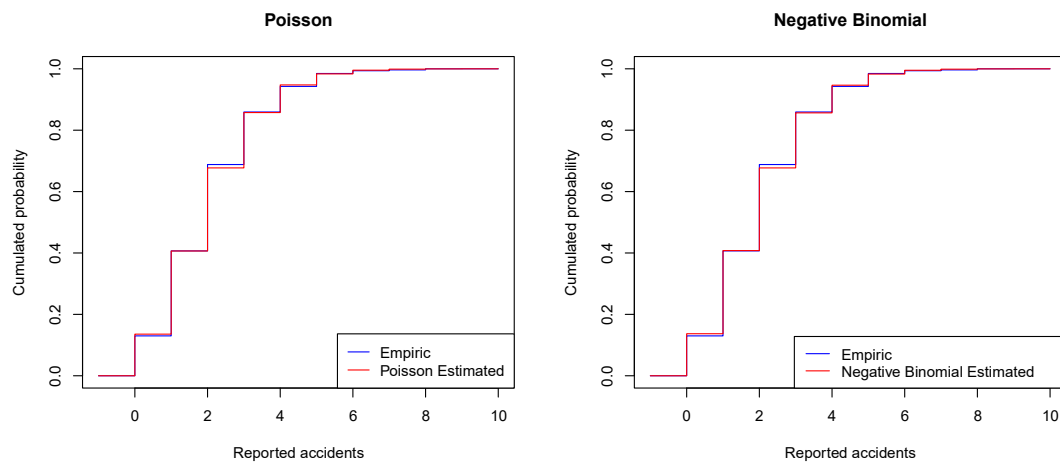 Poisson
Cumulated probability
1.0
0.8
0.6
0.4
0.2
0.0
Empiric
Poisson Estimated
0 2 4 6 8 10
Reported accidents
Negative Binomial
Cumulated probability
1.0
0.8
0.6
0.4
0.2
0.0
Empiric
Negative Binomial Estimated
0 2 4 6 8 10
Reported accidents